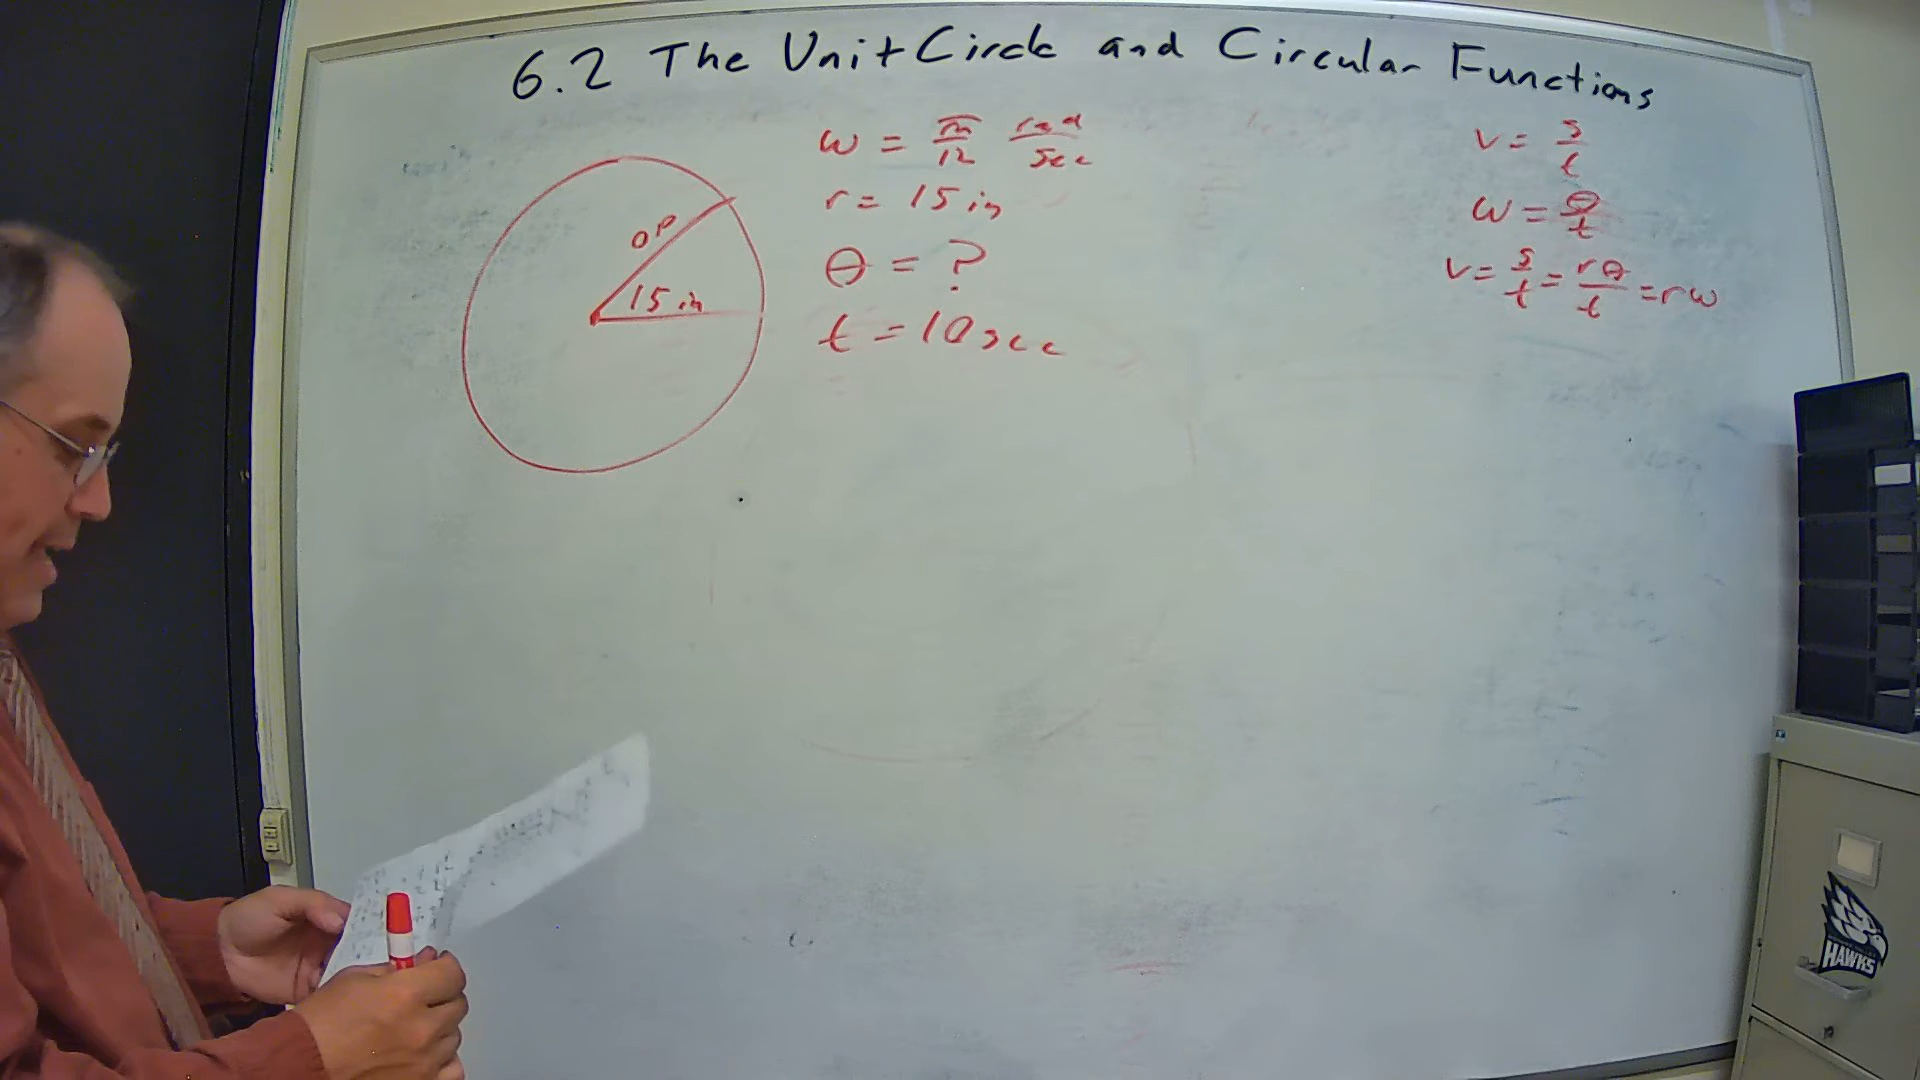 6.2 The Unit Circle and Circular Functions
ω = π/12 rad/sec
r = 15 in
θ = ?
t = 10 sec
OP
15 in
v = s/t
ω = θ/t
v = s/t = rθ/t = rω
HAWKS